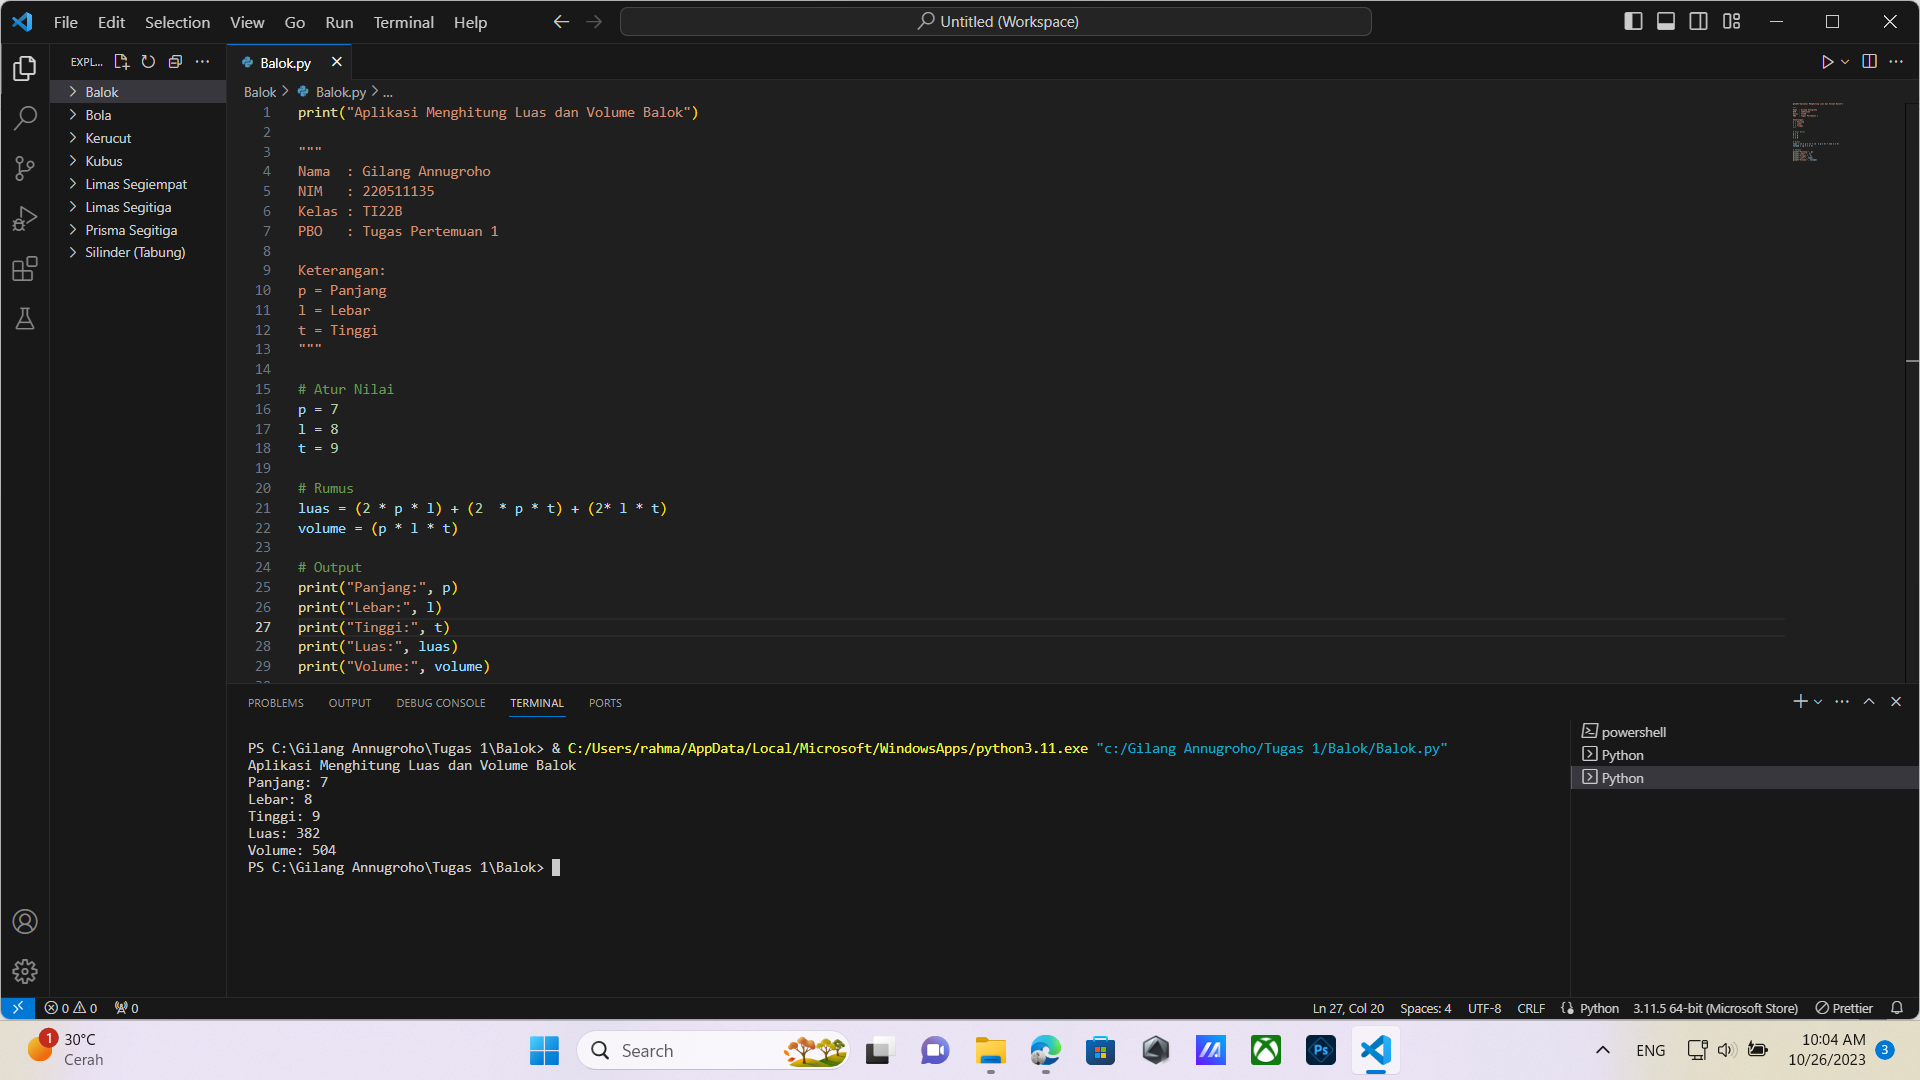 File Edit Selection View Go Run Terminal Help
Untitled (Workspace)
EXPL...
Balok
Bola
Kerucut
Kubus
Limas Segiempat
Limas Segitiga
Prisma Segitiga
Silinder (Tabung)
Balok.py
Balok > Balok.py > ...
1 print("Aplikasi Menghitung Luas dan Volume Balok")
2
3 """
4 Nama  : Gilang Annugroho
5 NIM   : 220511135
6 Kelas : TI22B
7 PBO   : Tugas Pertemuan 1
8
9 Keterangan:
10 p = Panjang
11 l = Lebar
12 t = Tinggi
13 """
14
15 # Atur Nilai
16 p = 7
17 l = 8
18 t = 9
19
20 # Rumus
21 luas = (2 * p * l) + (2  * p * t) + (2* l * t)
22 volume = (p * l * t)
23
24 # Output
25 print("Panjang:", p)
26 print("Lebar:", l)
27 print("Tinggi:", t)
28 print("Luas:", luas)
29 print("Volume:", volume)
PROBLEMS OUTPUT DEBUG CONSOLE TERMINAL PORTS
PS C:\Gilang Annugroho\Tugas 1\Balok> & C:/Users/rahma/AppData/Local/Microsoft/WindowsApps/python3.11.exe "c:/Gilang Annugroho/Tugas 1/Balok/Balok.py"
Aplikasi Menghitung Luas dan Volume Balok
Panjang: 7
Lebar: 8
Tinggi: 9
Luas: 382
Volume: 504
PS C:\Gilang Annugroho\Tugas 1\Balok>
powershell
Python
Python
0 0 0 Ln 27, Col 20 Spaces: 4 UTF-8 CRLF Python 3.11.5 64-bit (Microsoft Store) Prettier
1
30°C
Cerah
Search
Ps
ENG
10:04 AM
10/26/2023
3